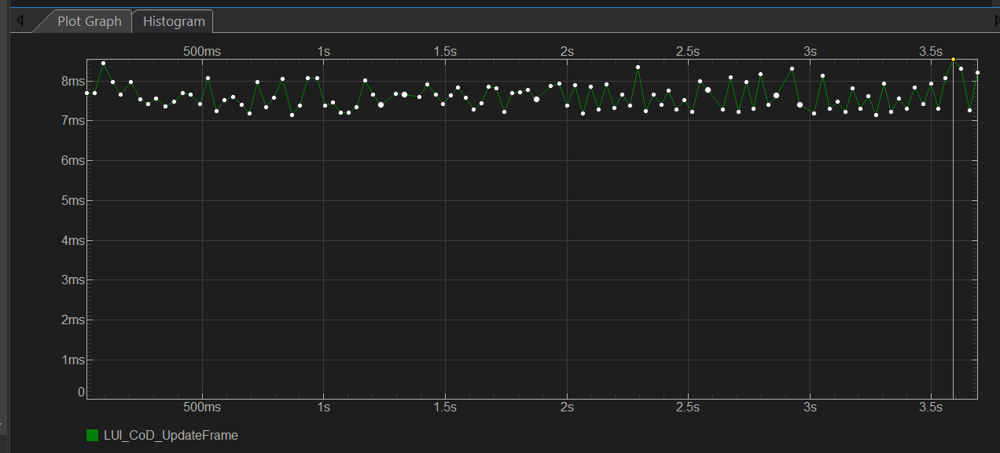 Plot Graph Histogram
500ms 1s 1.5s 2s 2.5s 3s 3.5s
8ms
7ms
6ms
5ms
4ms
3ms
2ms
1ms
0
500ms 1s 1.5s 2s 2.5s 3s 3.5s
LUI_CoD_UpdateFrame